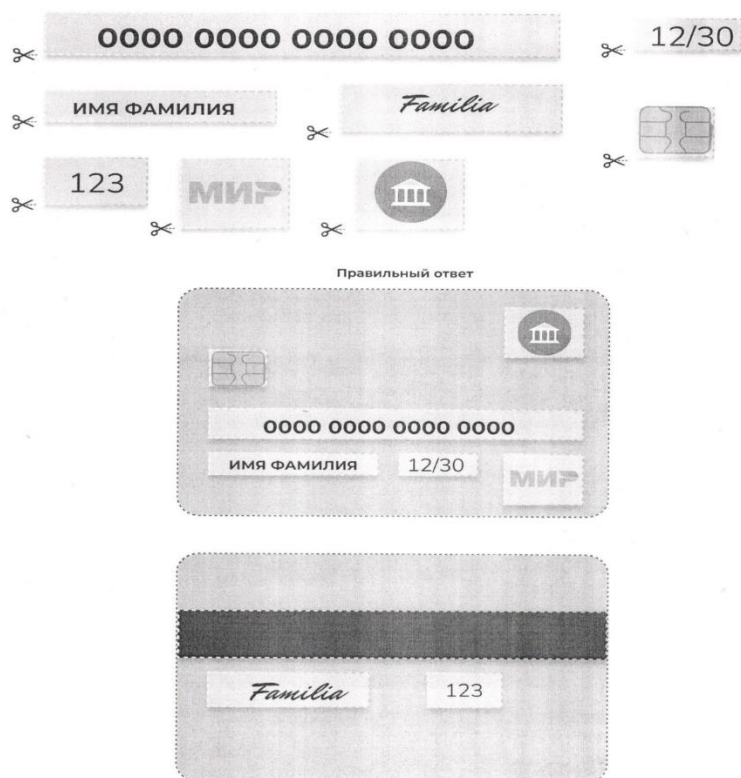 0000 0000 0000 0000
12/30
ИМЯ ФАМИЛИЯ
Familia
123
МИР
Правильный ответ
0000 0000 0000 0000
ИМЯ ФАМИЛИЯ
12/30
МИР
Familia
123